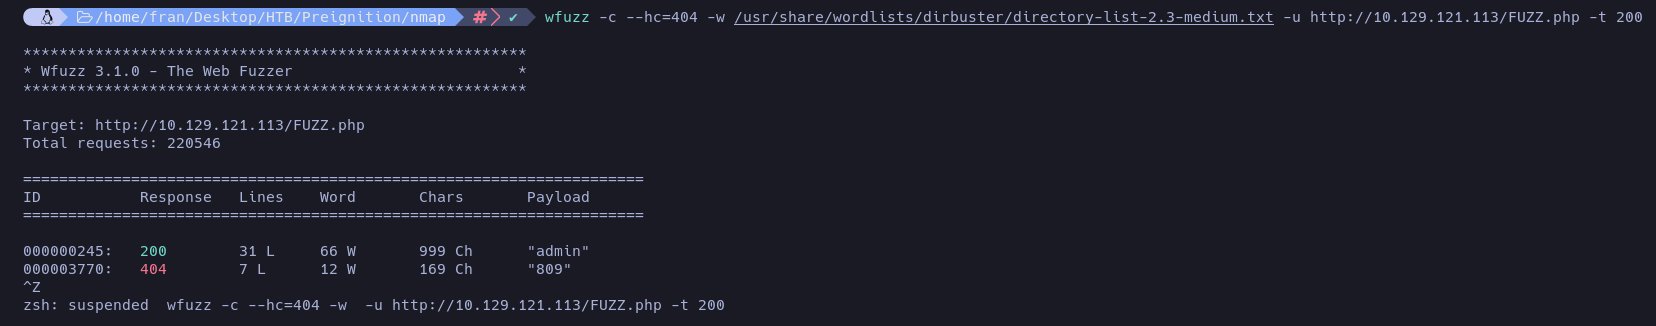 /home/fran/Desktop/HTB/Preignition/nmap # ✔ wfuzz -c --hc=404 -w /usr/share/wordlists/dirbuster/directory-list-2.3-medium.txt -u http://10.129.121.113/FUZZ.php -t 200
********************************************************
* Wfuzz 3.1.0 - The Web Fuzzer                         *
********************************************************
Target: http://10.129.121.113/FUZZ.php
Total requests: 220546
=====================================================================
ID           Response   Lines    Word       Chars       Payload
=====================================================================
000000245:   200        31 L     66 W       999 Ch      "admin"
000003770:   404        7 L      12 W       169 Ch      "809"
^Z
zsh: suspended  wfuzz -c --hc=404 -w  -u http://10.129.121.113/FUZZ.php -t 200